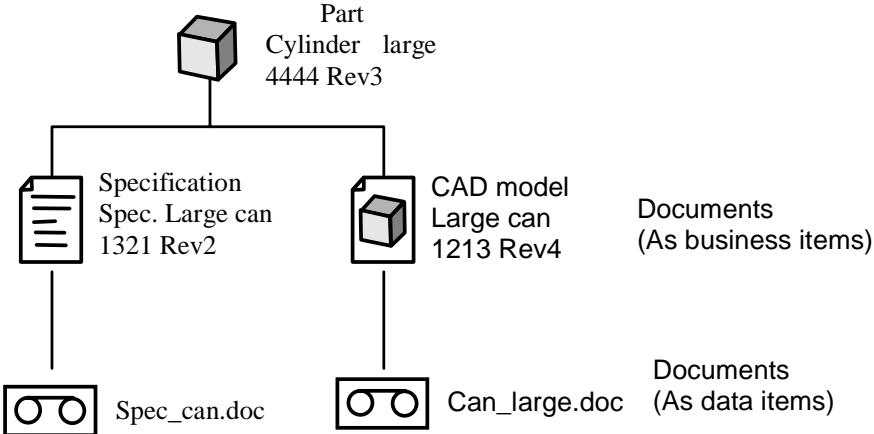 Part
Cylinder large
4444 Rev3
Specification
Spec. Large can
1321 Rev2
CAD model
Large can
1213 Rev4
Documents
(As business items)
Spec_can.doc
Can_large.doc
Documents
(As data items)